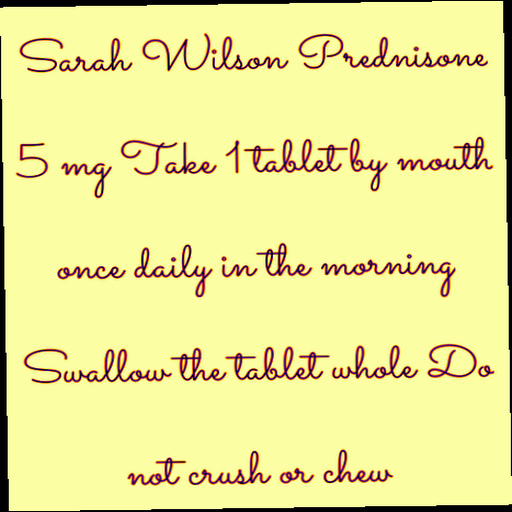 Sarah Wilson Prednisone
5 mg Take 1 tablet by mouth
once daily in the morning
Swallow the tablet whole Do
not crush or chew